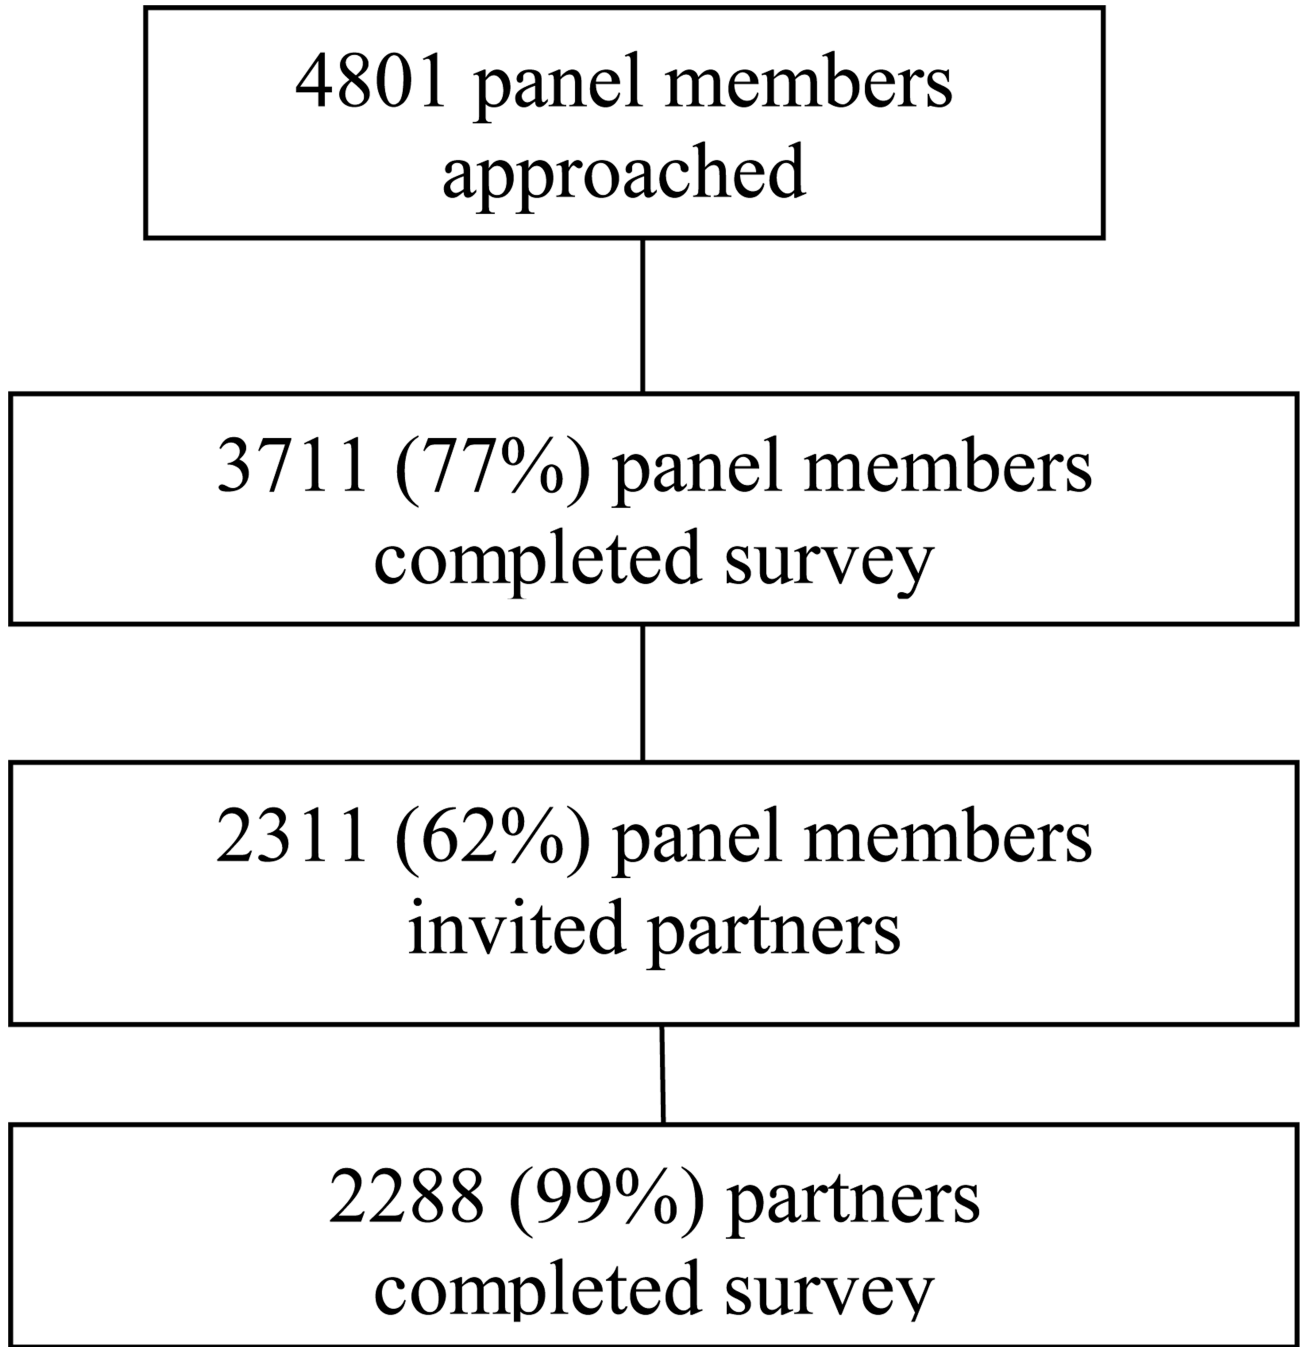 4801 panel members
approached
3711 (77%) panel members
completed survey
2311 (62%) panel members
invited partners
2288 (99%) partners
completed survey